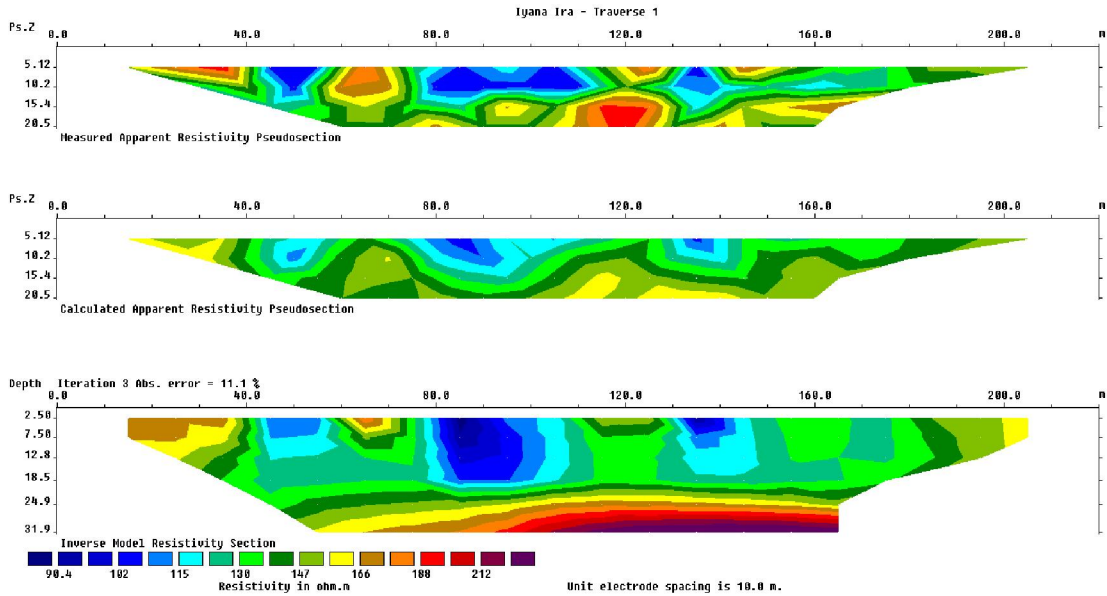 Iyana Ira - Traverse 1
Ps.Z 0.0 40.0 80.0 120.0 160.0 200.0 m
5.12
10.2
15.4
20.5
Measured Apparent Resistivity Pseudosection
Ps.Z 0.0 40.0 80.0 120.0 160.0 200.0 m
5.12
10.2
15.4
20.5
Calculated Apparent Resistivity Pseudosection
Depth Iteration 3 Abs. error = 11.1 %
0.0 40.0 80.0 120.0 160.0 200.0 m
2.50
7.50
12.8
18.5
24.9
31.9
Inverse Model Resistivity Section
90.4 102 115 130 147 166 188 212
Resistivity in ohm.m Unit electrode spacing is 10.0 m.